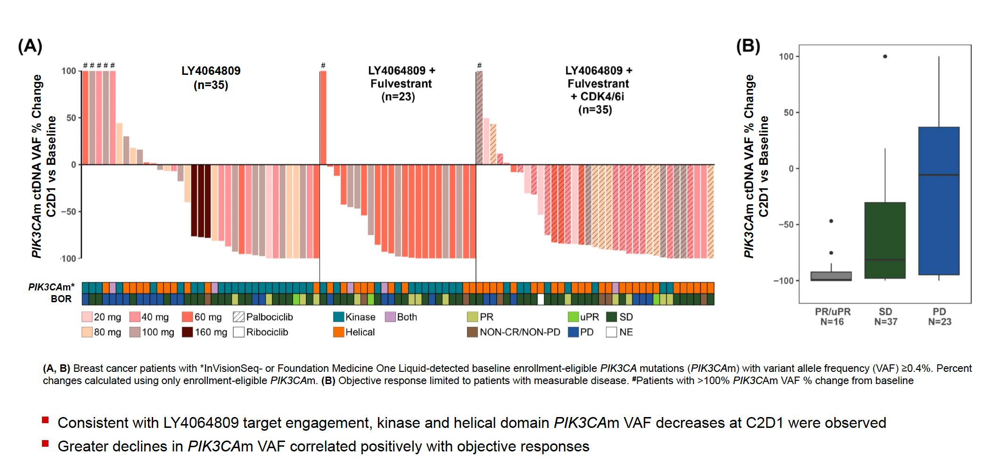 (A)
# # # # #
#
#
LY4064809
(n=35)
LY4064809 +
Fulvestrant
(n=23)
LY4064809 +
Fulvestrant
+ CDK4/6i
(n=35)
PIK3CAm ctDNA VAF % Change
C2D1 vs Baseline
100
50
0
−50
-100
PIK3CAm*
BOR
20 mg
40 mg
60 mg
Palbociclib
80 mg
100 mg
160 mg
Ribociclib
Kinase
Both
Helical
PR
uPR
SD
NON-CR/NON-PD
PD
NE
(B)
PIK3CAm ctDNA VAF % Change
C2D1 vs Baseline
100
50
0
−50
−100
PR/uPR
N=16
SD
N=37
PD
N=23
(A, B) Breast cancer patients with *InVisionSeq- or Foundation Medicine One Liquid-detected baseline enrollment-eligible PIK3CA mutations (PIK3CAm) with variant allele frequency (VAF) ≥0.4%. Percent
changes calculated using only enrollment-eligible PIK3CAm. (B) Objective response limited to patients with measurable disease. #Patients with >100% PIK3CAm VAF % change from baseline
Consistent with LY4064809 target engagement, kinase and helical domain PIK3CAm VAF decreases at C2D1 were observed
Greater declines in PIK3CAm VAF correlated positively with objective responses